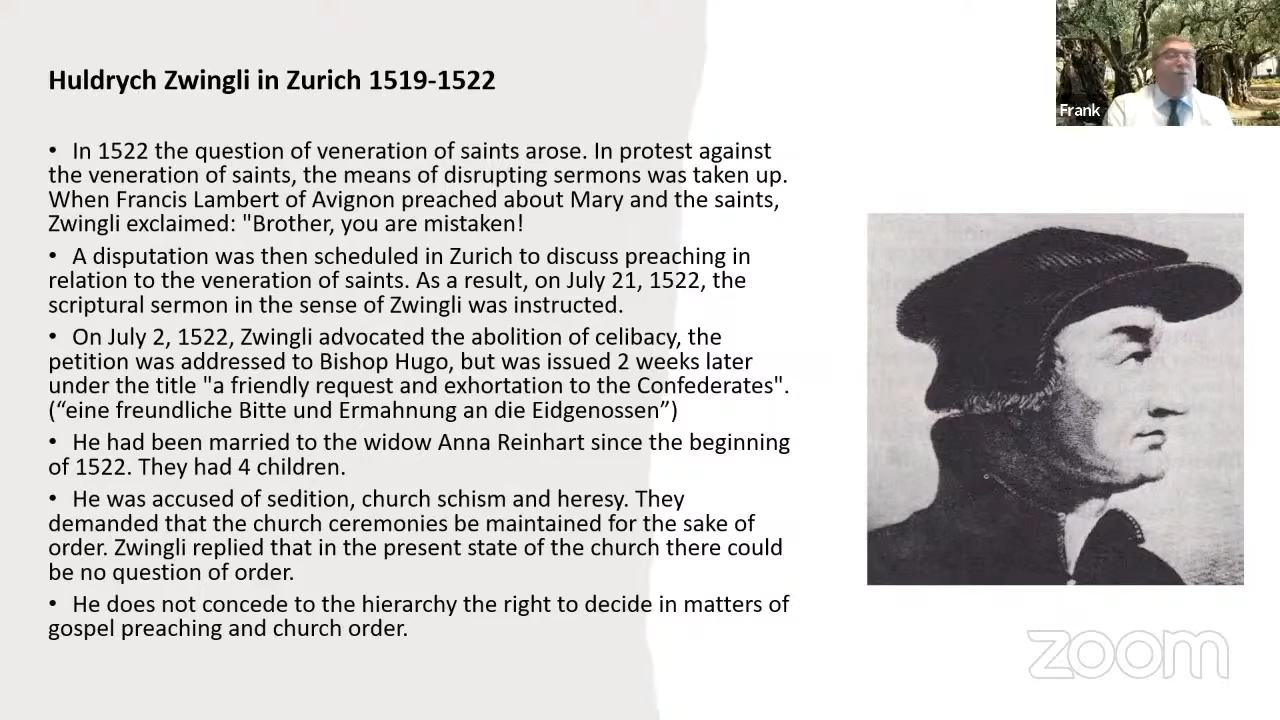 Huldrych Zwingli in Zurich 1519-1522
• In 1522 the question of veneration of saints arose. In protest against
the veneration of saints, the means of disrupting sermons was taken up.
When Francis Lambert of Avignon preached about Mary and the saints,
Zwingli exclaimed: "Brother, you are mistaken!
• A disputation was then scheduled in Zurich to discuss preaching in
relation to the veneration of saints. As a result, on July 21, 1522, the
scriptural sermon in the sense of Zwingli was instructed.
• On July 2, 1522, Zwingli advocated the abolition of celibacy, the
petition was addressed to Bishop Hugo, but was issued 2 weeks later
under the title "a friendly request and exhortation to the Confederates".
(“eine freundliche Bitte und Ermahnung an die Eidgenossen”)
• He had been married to the widow Anna Reinhart since the beginning
of 1522. They had 4 children.
• He was accused of sedition, church schism and heresy. They
demanded that the church ceremonies be maintained for the sake of
order. Zwingli replied that in the present state of the church there could
be no question of order.
• He does not concede to the hierarchy the right to decide in matters of
gospel preaching and church order.
Frank
zoom